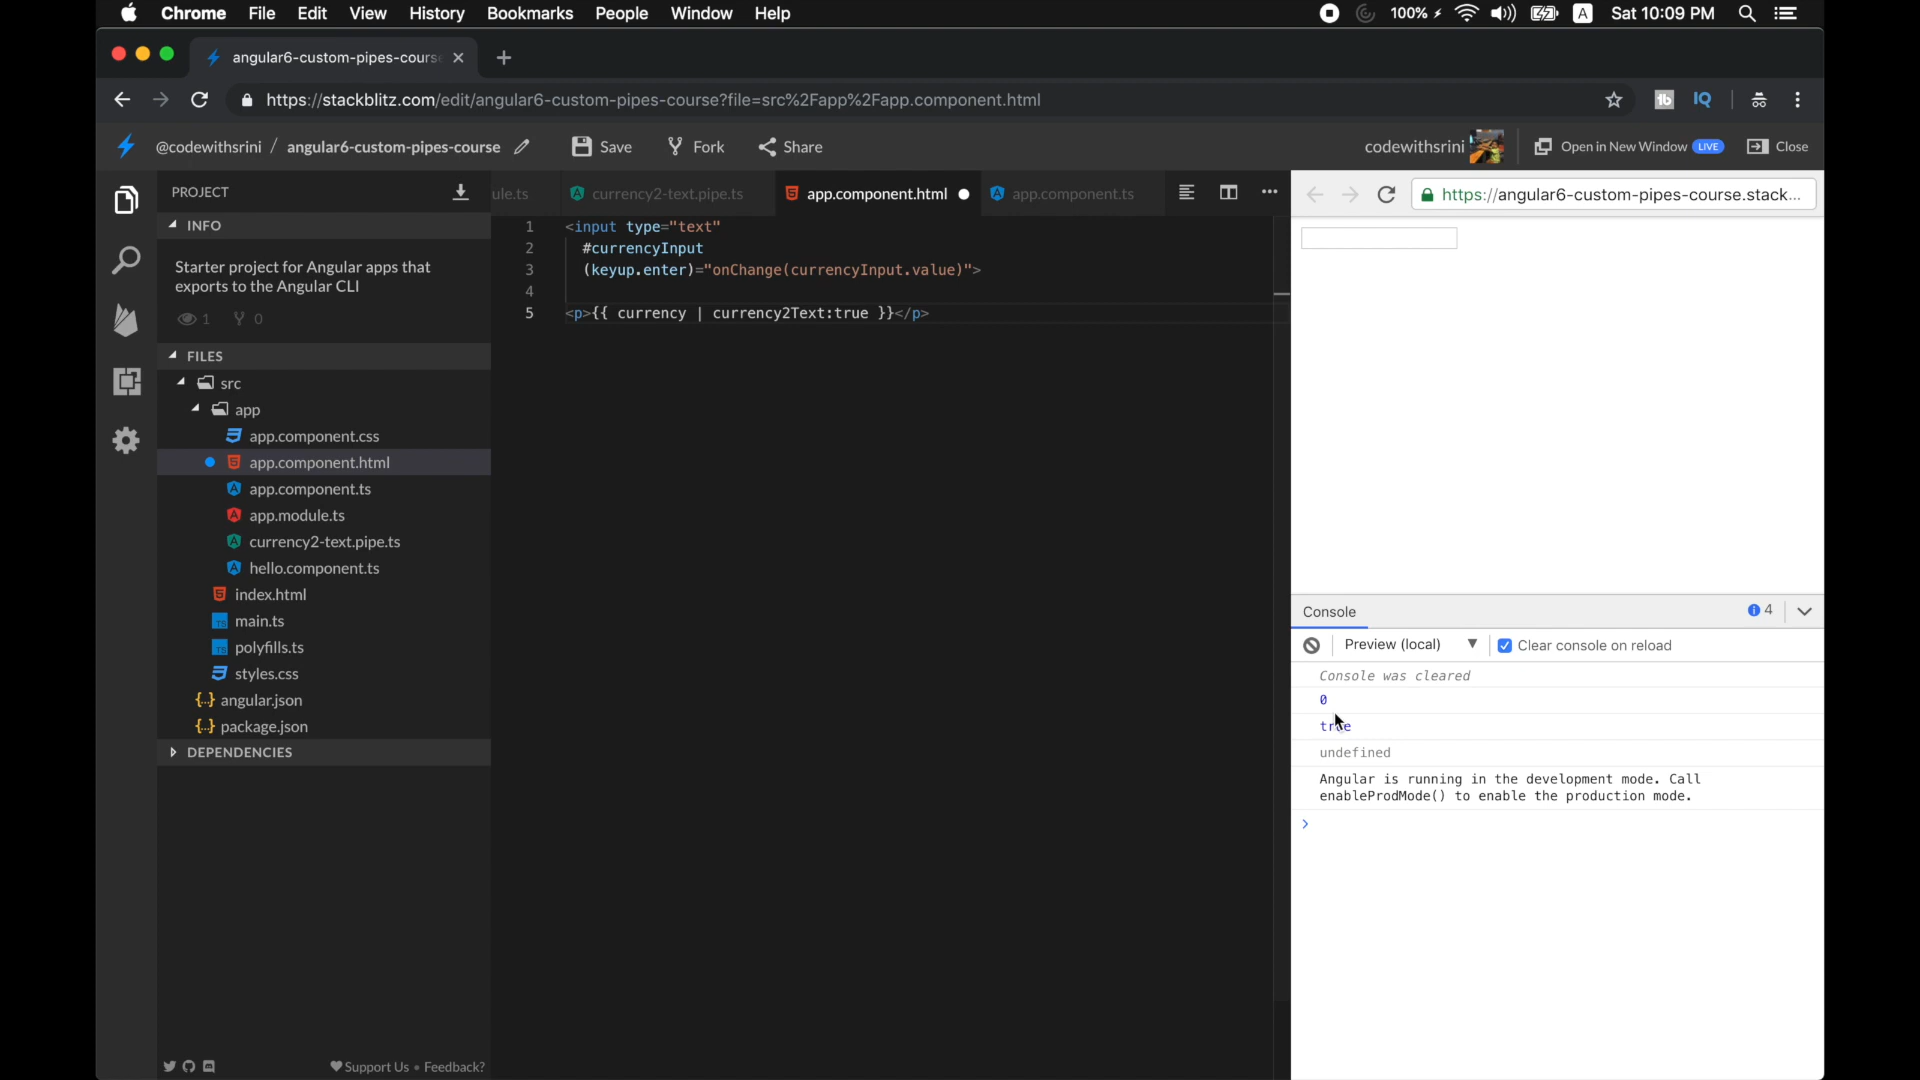 Chrome File Edit View History Bookmarks People Window Help
100% A Sat 10:09 PM
angular6-custom-pipes-cours
https://stackblitz.com/edit/angular6-custom-pipes-course?file=src%2Fapp%2Fapp.component.html
tb IQ
@codewithsrini / angular6-custom-pipes-course Save Fork Share
codewithsrini Open in New Window LIVE Close
PROJECT
INFO
Starter project for Angular apps that
exports to the Angular CLI
1 0
FILES
src
app
app.component.css
app.component.html
app.component.ts
app.module.ts
currency2-text.pipe.ts
hello.component.ts
index.html
main.ts
polyfills.ts
styles.css
{..} angular.json
{..} package.json
DEPENDENCIES
Support Us • Feedback?
ule.ts currency2-text.pipe.ts app.component.html app.component.ts
1 <input type="text"
2 #currencyInput
3 (keyup.enter)="onChange(currencyInput.value)">
4
5 <p>{{ currency | currency2Text:true }}</p>
https://angular6-custom-pipes-course.stack...
Console 4
Preview (local) Clear console on reload
Console was cleared
0
true
undefined
Angular is running in the development mode. Call
enableProdMode() to enable the production mode.
>